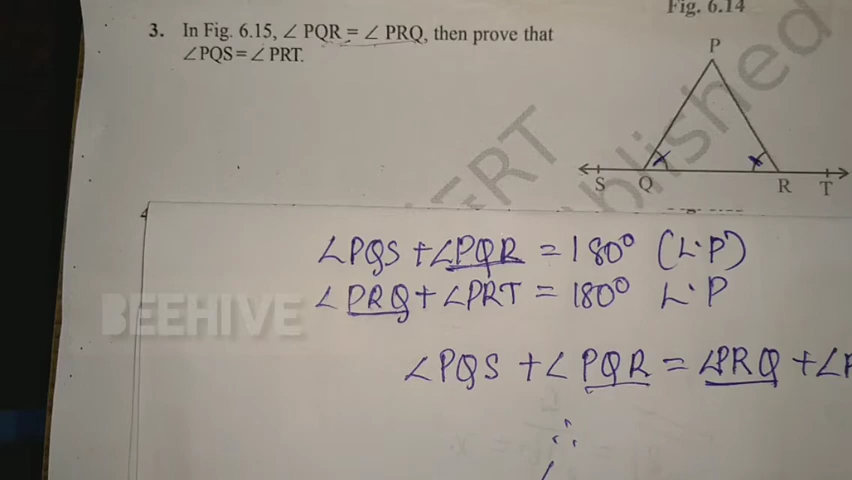 Fig. 6.14
3. In Fig. 6.15, ∠ PQR = ∠ PRQ, then prove that
∠PQS = ∠ PRT.
P
S Q R T
∠PQS + ∠PQR = 180° (L.P)
∠PRQ + ∠PRT = 180° L.P
BEEHIVE
∠PQS + ∠PQR = ∠PRQ + ∠P
∴